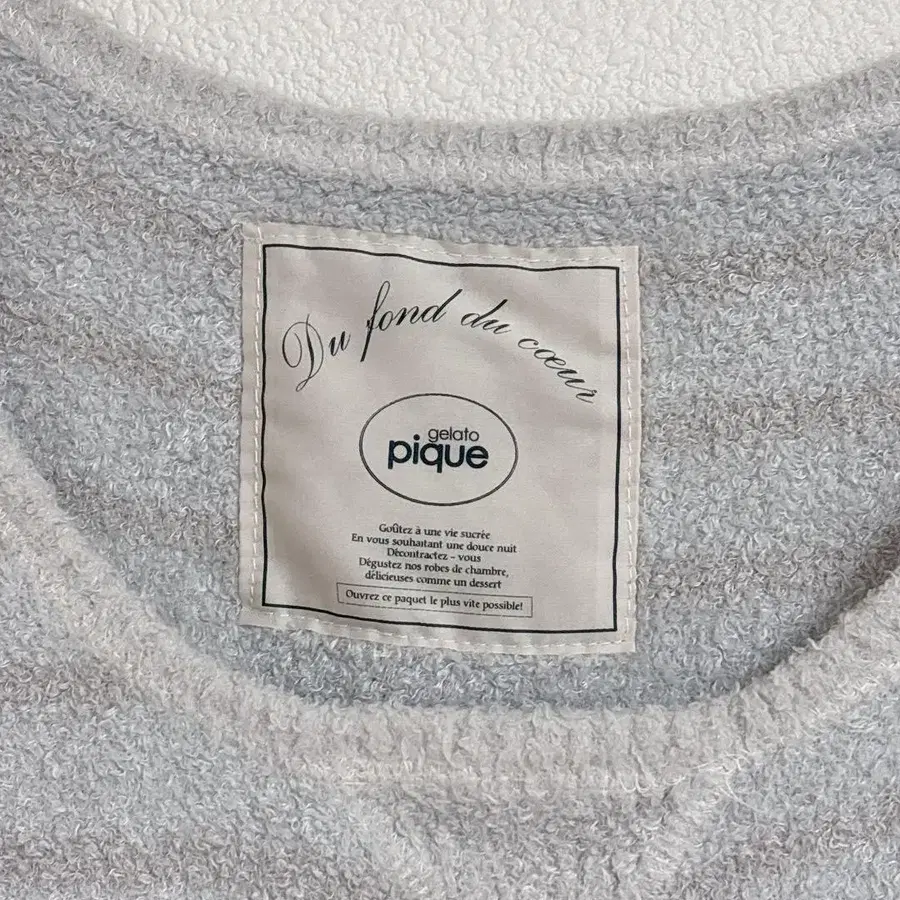 Du fond du cœur
gelato
pique
Goûtez à une vie sucrée
En vous souhaitant une douce nuit
Décontractez – vous
Dégustez nos robes de chambre,
délicieuses comme un dessert
Ouvrez ce paquet le plus vite possible!